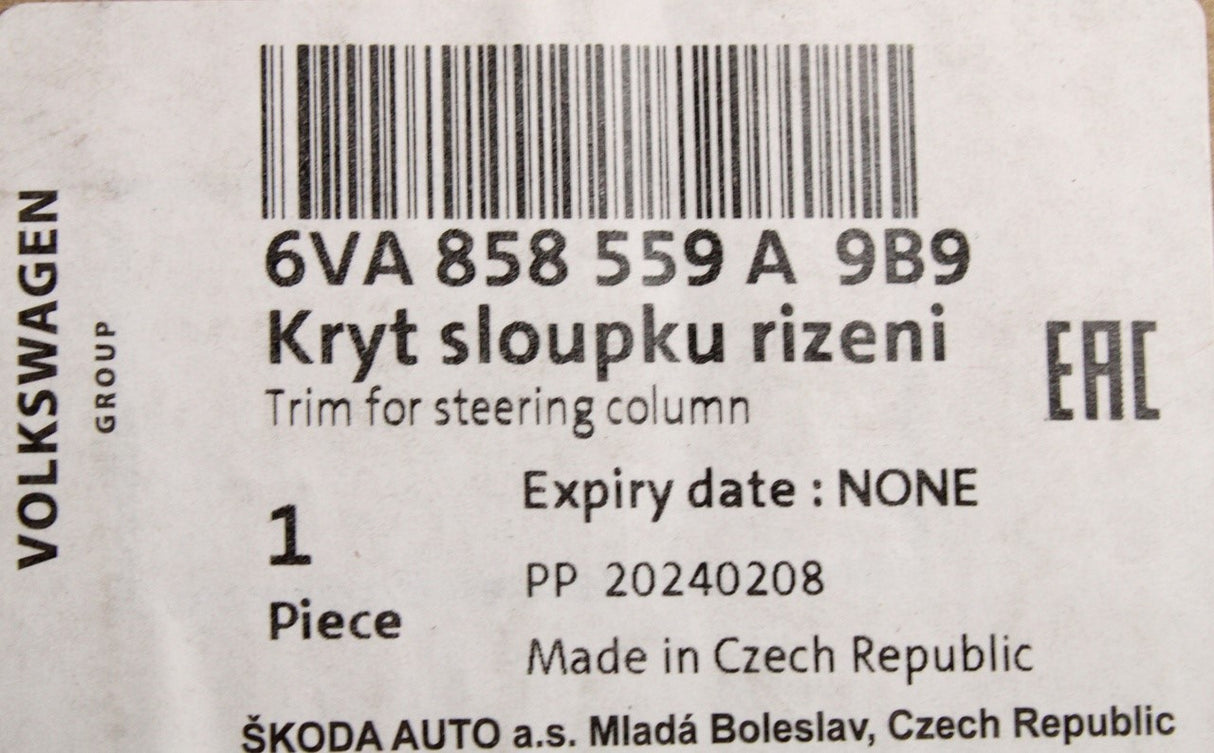 VOLKSWAGEN
GROUP
6VA 858 559 A 9B9
Kryt sloupku rizeni
Trim for steering column
EAC
Expiry date : NONE
1
Piece
PP 20240208
Made in Czech Republic
ŠKODA AUTO a.s. Mladá Boleslav, Czech Republic